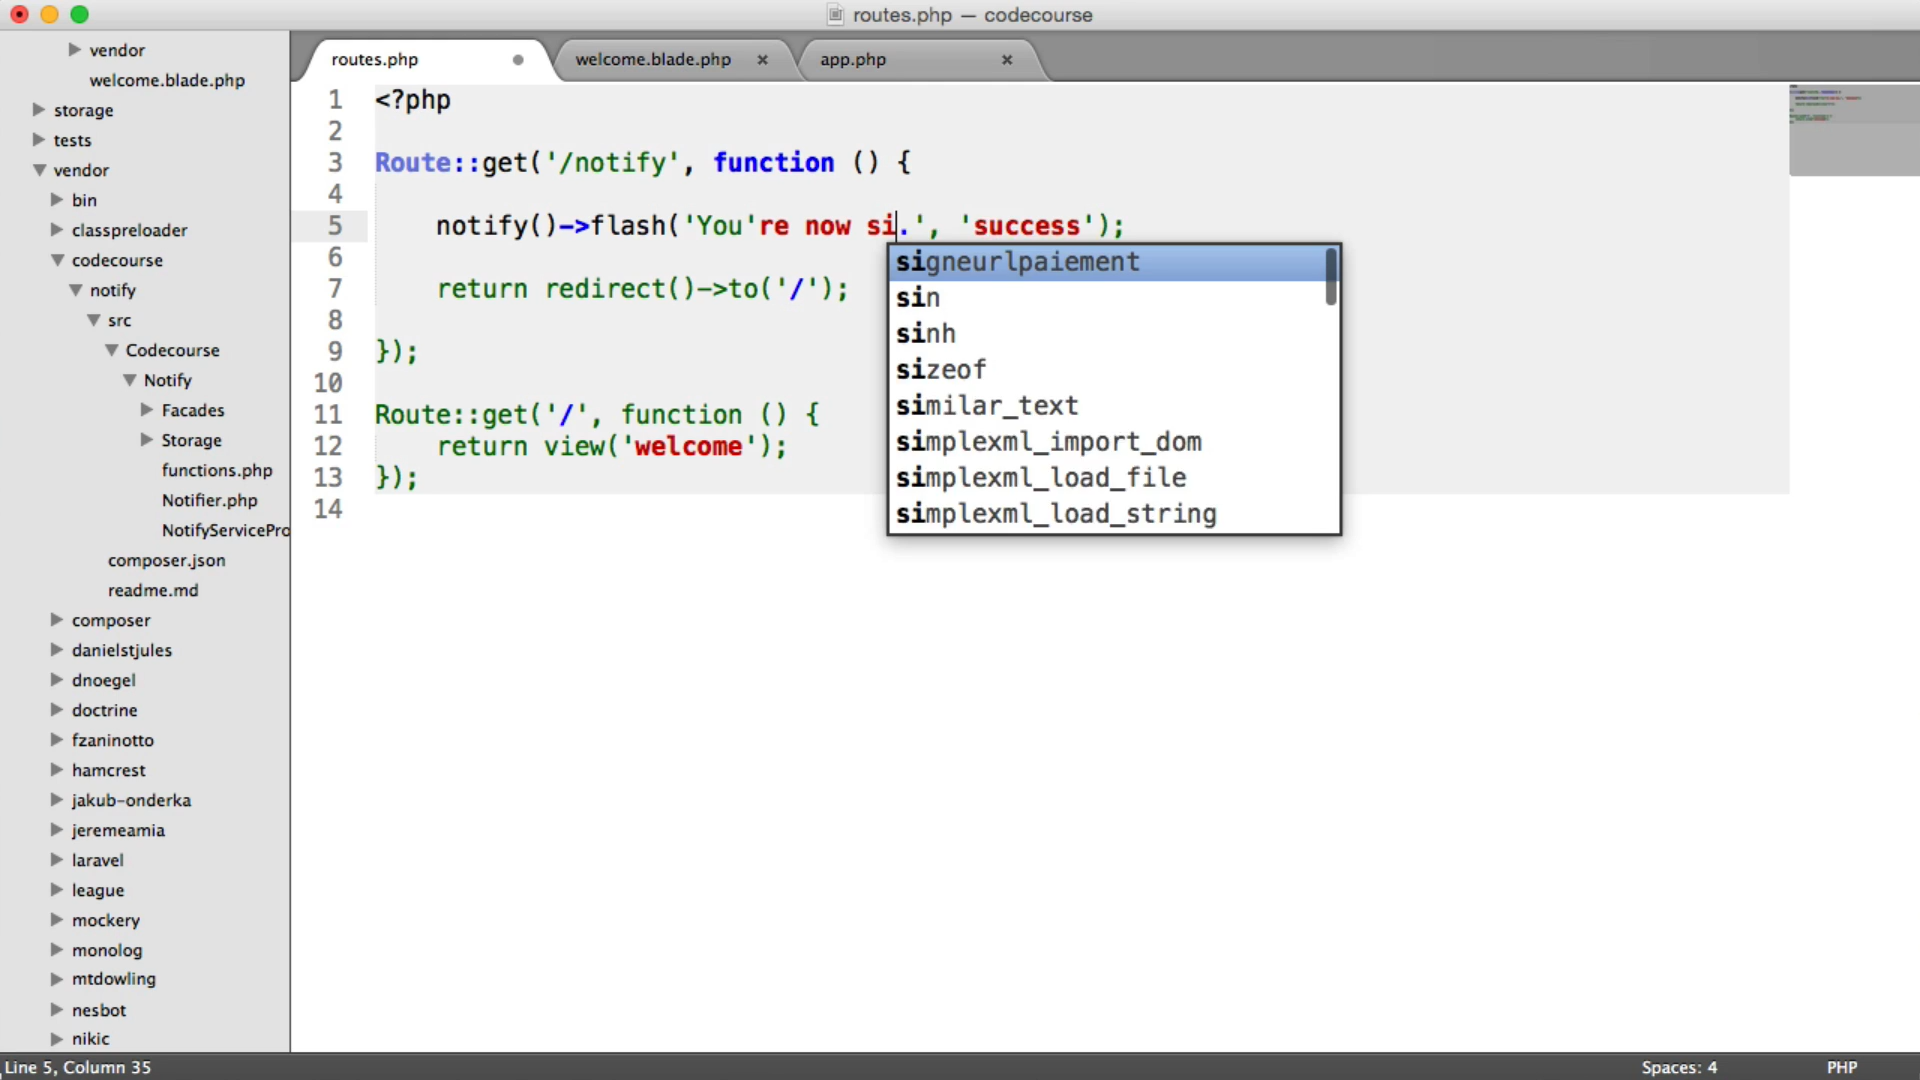 routes.php — codecourse
vendor
welcome.blade.php
storage
tests
vendor
bin
classpreloader
codecourse
notify
src
Codecourse
Notify
Facades
Storage
functions.php
Notifier.php
NotifyServicePro
composer.json
readme.md
composer
danielstjules
dnoegel
doctrine
fzaninotto
hamcrest
jakub-onderka
jeremeamia
laravel
league
mockery
monolog
mtdowling
nesbot
nikic
routes.php
welcome.blade.php ×
app.php ×
1 <?php
2
3 Route::get('/notify', function () {
4
5 notify()->flash('You're now si.', 'success');
6
7 return redirect()->to('/');
8
9 });
10
11 Route::get('/', function () {
12 return view('welcome');
13 });
14
signeurlpaiement
sin
sinh
sizeof
similar_text
simplexml_import_dom
simplexml_load_file
simplexml_load_string
Line 5, Column 35
Spaces: 4
PHP